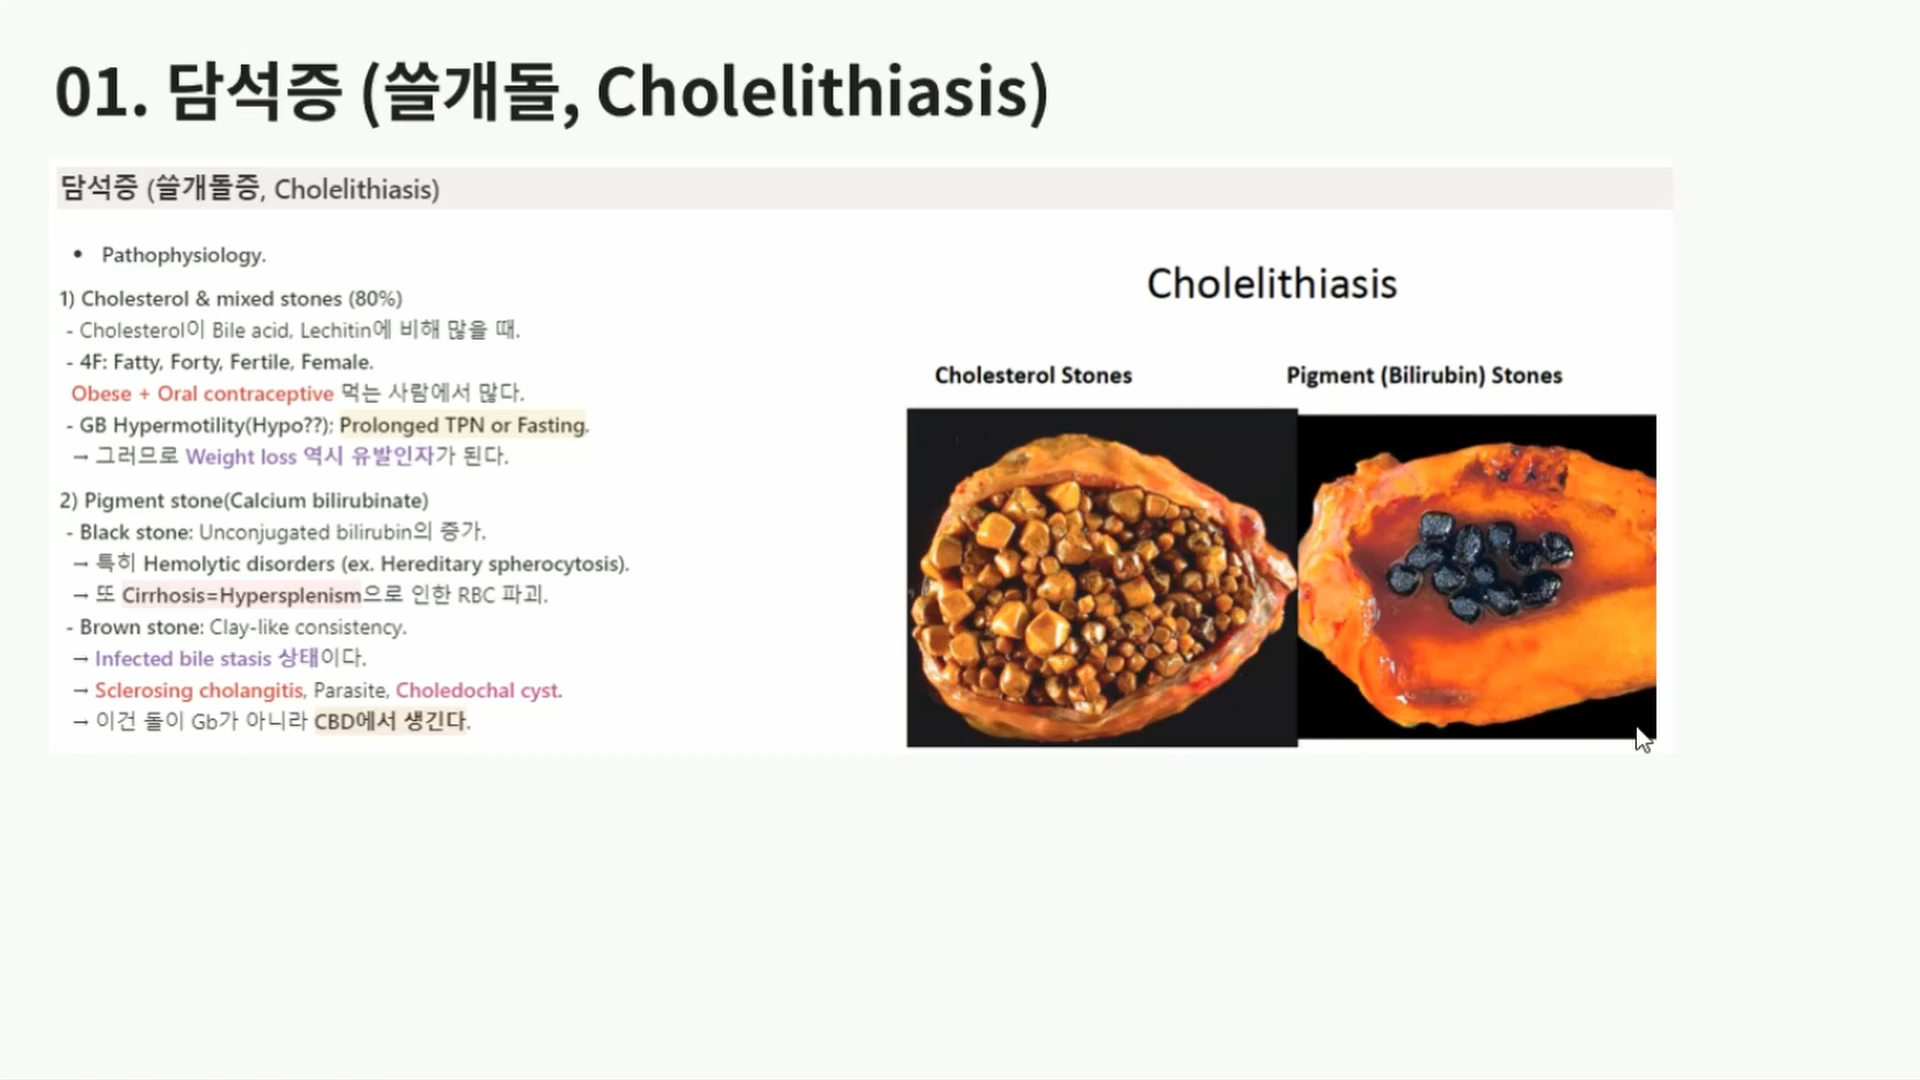 01. 담석증 (쓸개돌, Cholelithiasis)
담석증 (쓸개돌증, Cholelithiasis)
• Pathophysiology.
1) Cholesterol & mixed stones (80%)
- Cholesterol이 Bile acid, Lechitin에 비해 많을 때.
- 4F: Fatty, Forty, Fertile, Female.
Obese + Oral contraceptive 먹는 사람에서 많다.
- GB Hypermotility(Hypo??): Prolonged TPN or Fasting.
→ 그러므로 Weight loss 역시 유발인자가 된다.
2) Pigment stone(Calcium bilirubinate)
- Black stone: Unconjugated bilirubin의 증가.
→ 특히 Hemolytic disorders (ex. Hereditary spherocytosis).
→ 또 Cirrhosis=Hypersplenism으로 인한 RBC 파괴.
- Brown stone: Clay-like consistency.
→ Infected bile stasis 상태이다.
→ Sclerosing cholangitis, Parasite, Choledochal cyst.
→ 이건 돌이 Gb가 아니라 CBD에서 생긴다.
Cholelithiasis
Cholesterol Stones
Pigment (Bilirubin) Stones